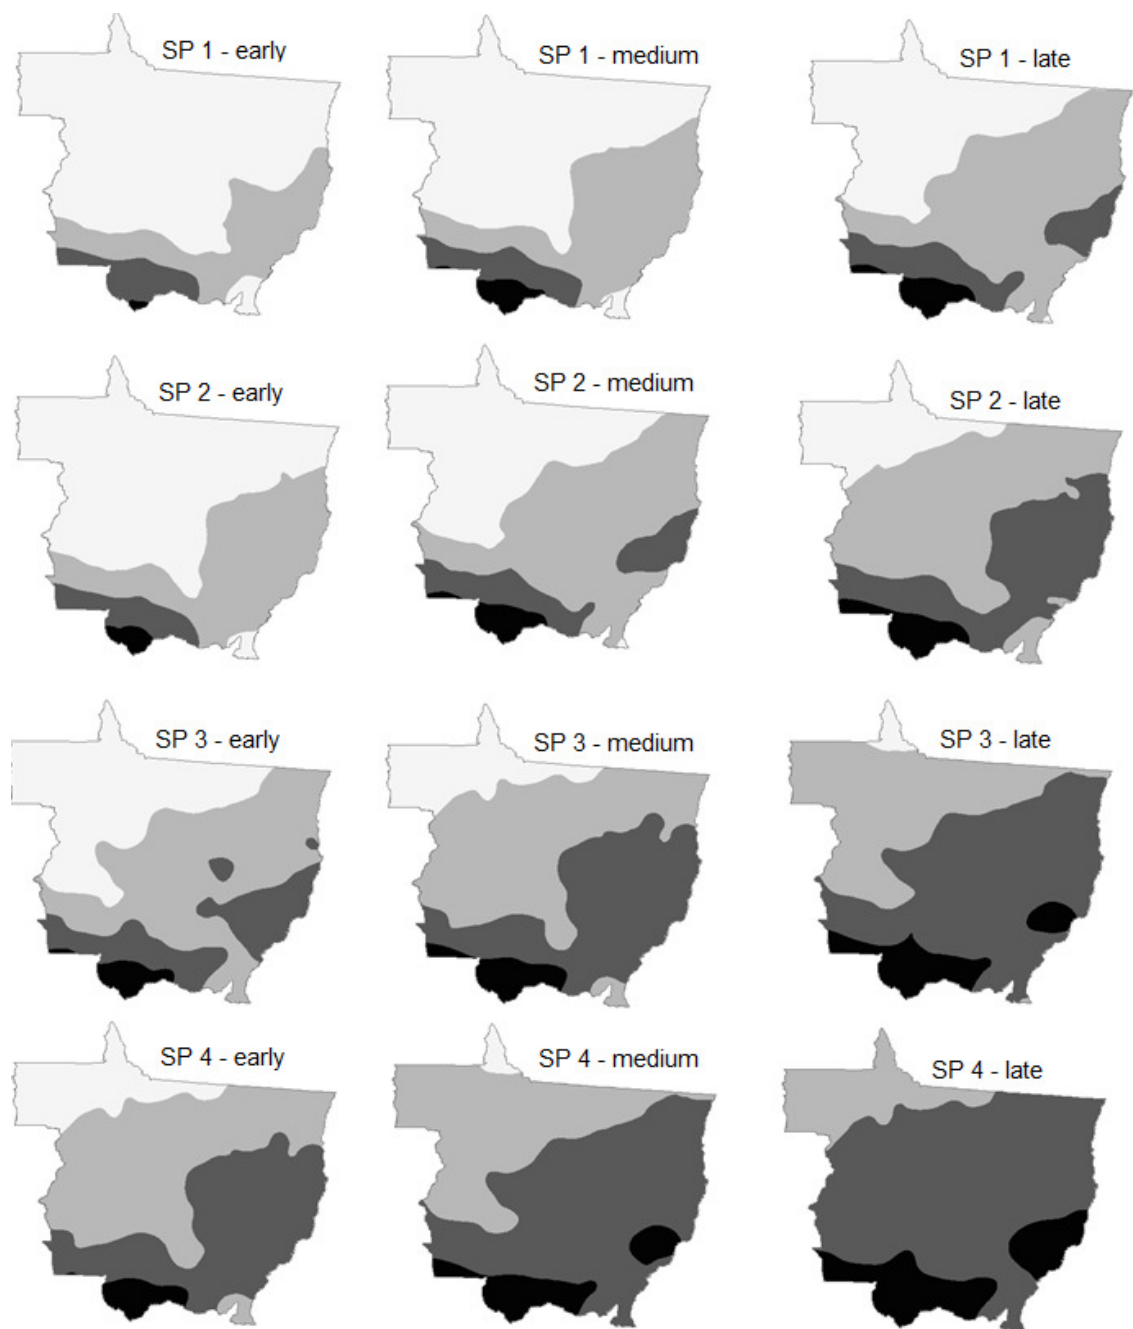 SP 1 - early
SP 1 - medium
SP 1 - late
SP 2 - early
SP 2 - medium
SP 2 - late
SP 3 - early
SP 3 - medium
SP 3 - late
SP 4 - early
SP 4 - medium
SP 4 - late